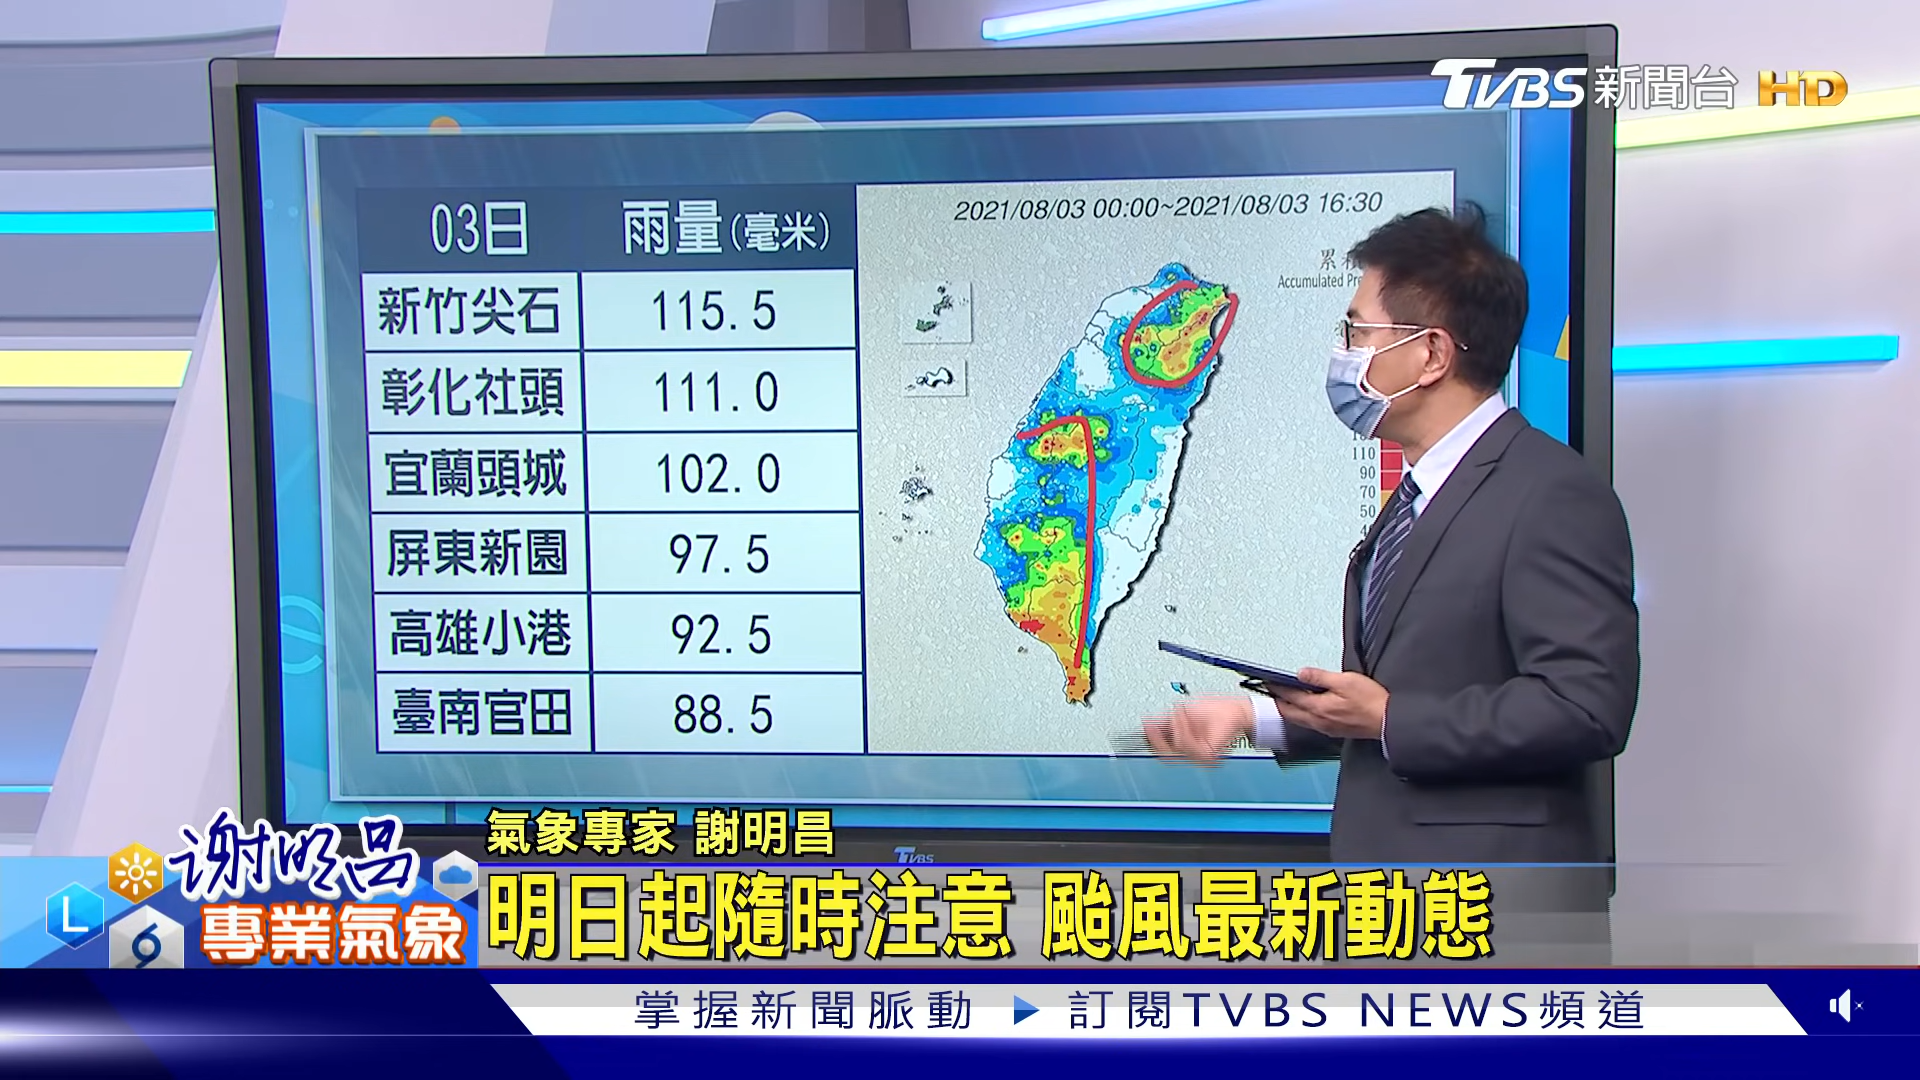 TVBS新聞台 HD
2021/08/03 00:00~2021/08/03 16:30
03日 雨量(毫米)
新竹尖石 115.5
彰化社頭 111.0
宜蘭頭城 102.0
屏東新園 97.5
高雄小港 92.5
臺南官田 88.5
累
Accumulated
110
90
70
50
TVBS
謝明昌
專業氣象
L
氣象專家 謝明昌
明日起隨時注意 颱風最新動態
掌握新聞脈動 ▶ 訂閱TVBS NEWS頻道